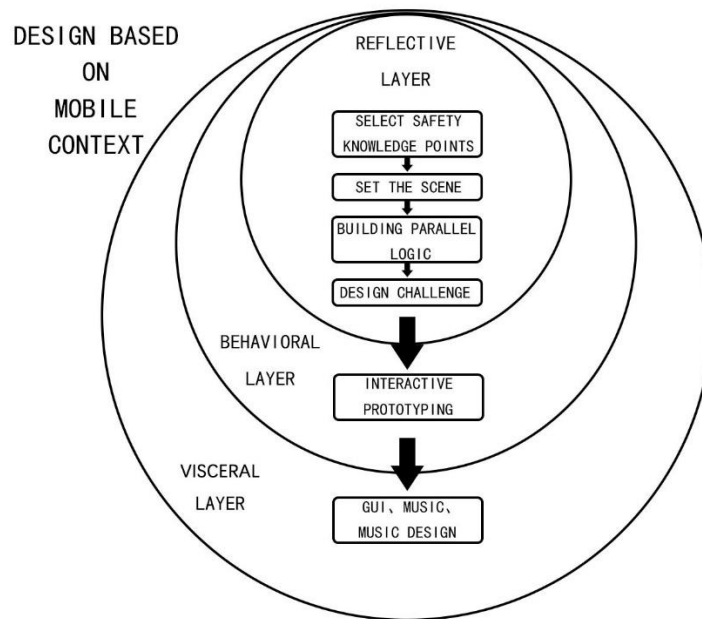 DESIGN BASED
ON
MOBILE
CONTEXT
REFLECTIVE
LAYER
SELECT SAFETY
KNOWLEDGE POINTS
SET THE SCENE
BUILDING PARALLEL
LOGIC
DESIGN CHALLENGE
BEHAVIORAL
LAYER
INTERACTIVE
PROTOTYPING
VISCERAL
LAYER
GUI、MUSIC、
MUSIC DESIGN